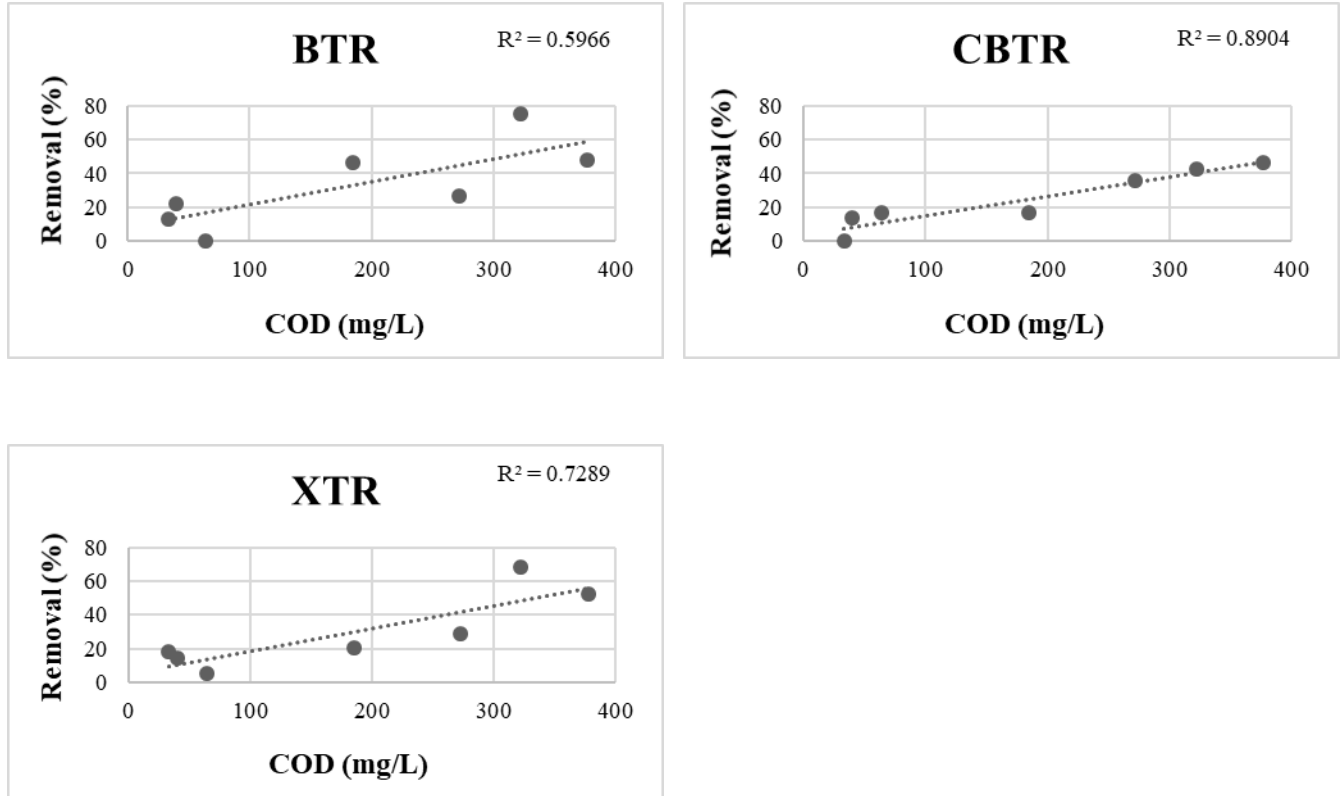 BTR
R² = 0.5966
Removal (%)
80
60
40
20
0
0 100 200 300 400
COD (mg/L)
CBTR
R² = 0.8904
Removal (%)
80
60
40
20
0
0 100 200 300 400
COD (mg/L)
XTR
R² = 0.7289
Removal (%)
80
60
40
20
0
0 100 200 300 400
COD (mg/L)